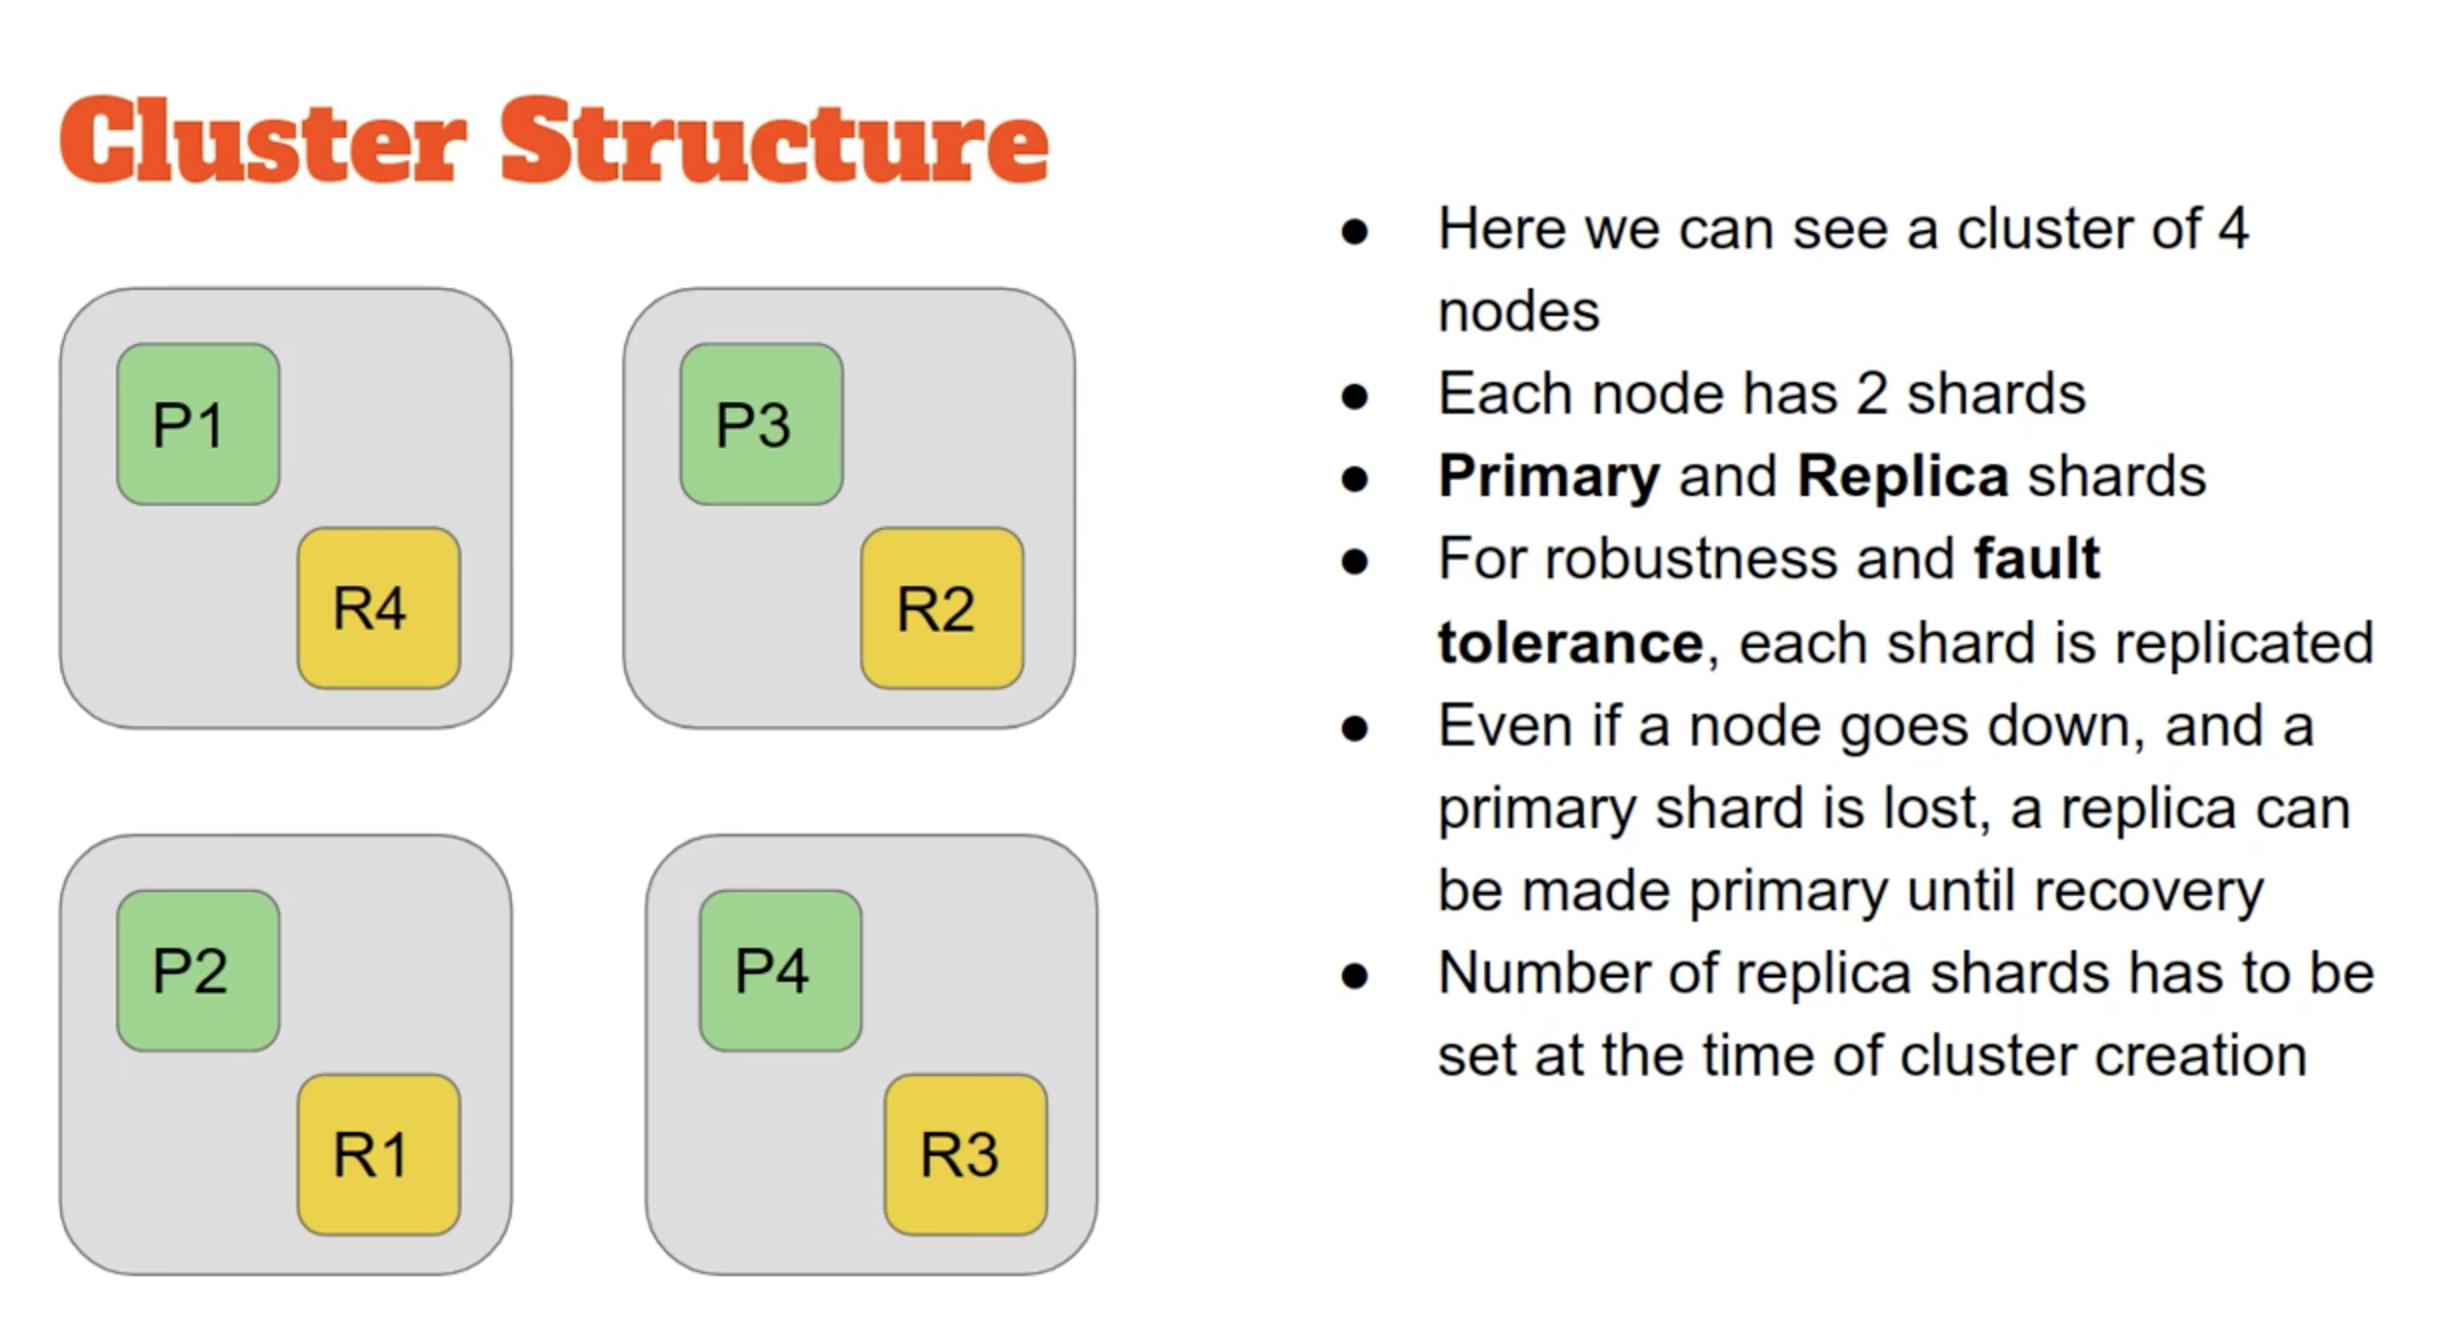 Cluster Structure
P1
R4
P3
R2
P2
R1
P4
R3
● Here we can see a cluster of 4
nodes
● Each node has 2 shards
● Primary and Replica shards
● For robustness and fault
tolerance, each shard is replicated
● Even if a node goes down, and a
primary shard is lost, a replica can
be made primary until recovery
● Number of replica shards has to be
set at the time of cluster creation